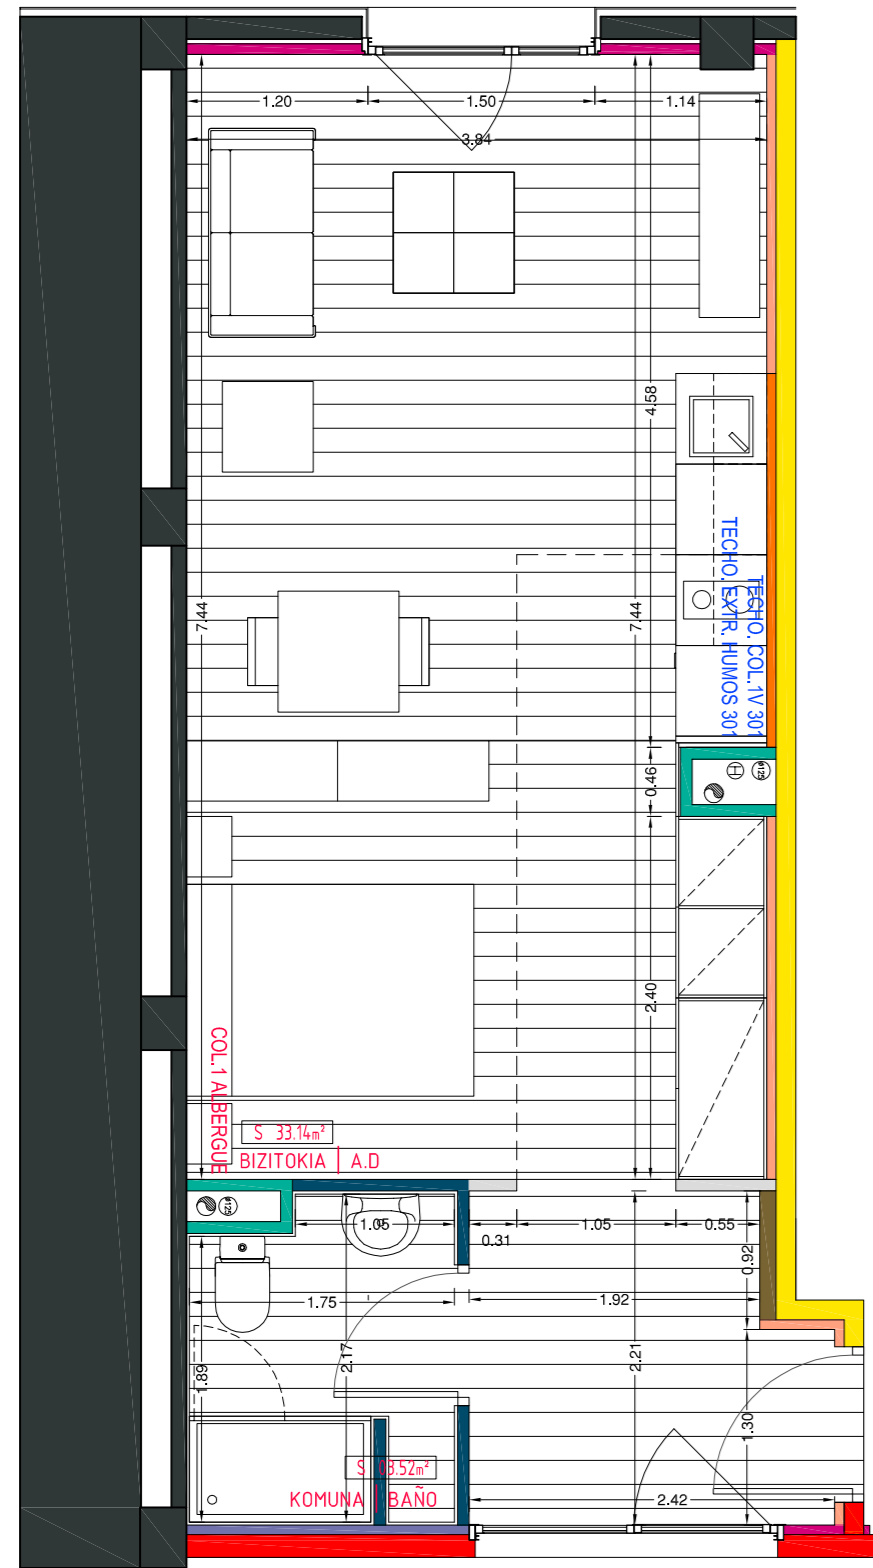 1.20
1.50
1.14
3.84
4.58
7.44
7.44
TECHO. EXTR. HUMOS 301
TECHO. COL.1V 301
0.46
H
ø125
2.40
COL.1 ALBERGUE
S 33.14m²
BIZITOKIA | A.D
ø125
1.05
0.31
1.05
0.55
0.92
1.75
1.92
1.89
2.17
2.21
1.30
S 03.52m²
KOMUNA | BAÑO
2.42